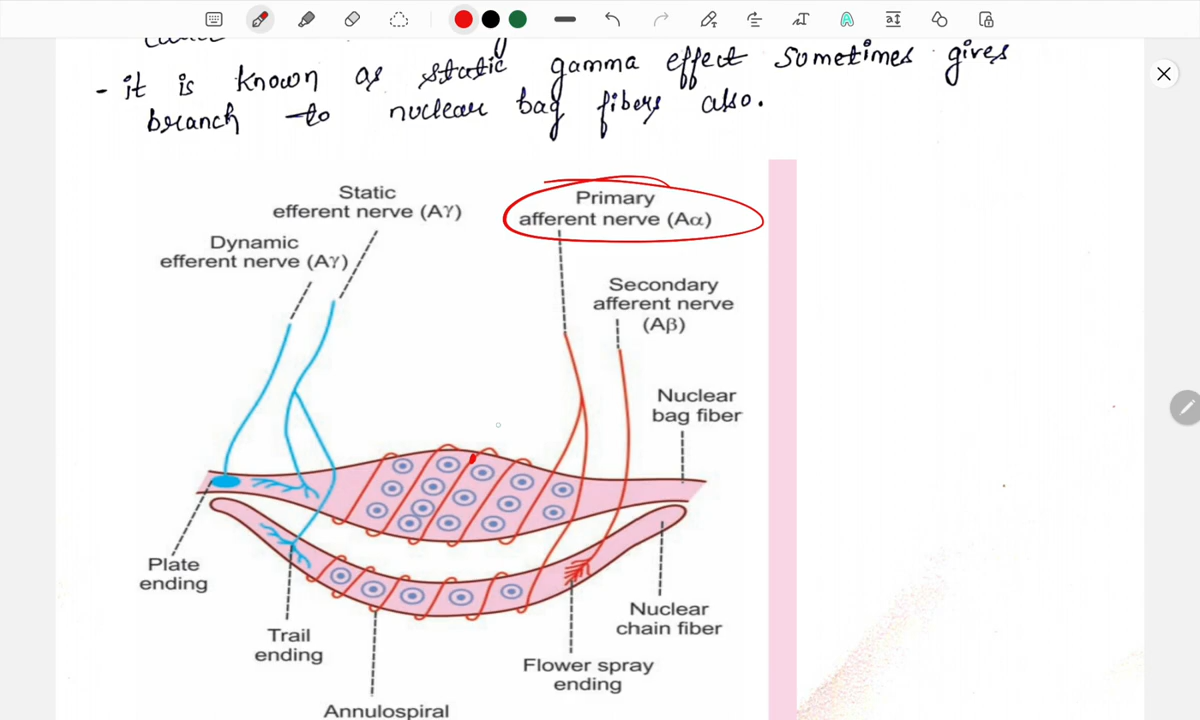 - it is known as static gamma effect sometimes gives
branch to nuclear bag fibers also.
Static
efferent nerve (Aγ)
Primary
afferent nerve (Aα)
Dynamic
efferent nerve (Aγ)
Secondary
afferent nerve
(Aβ)
Nuclear
bag fiber
Plate
ending
Trail
ending
Nuclear
chain fiber
Flower spray
ending
Annulospiral